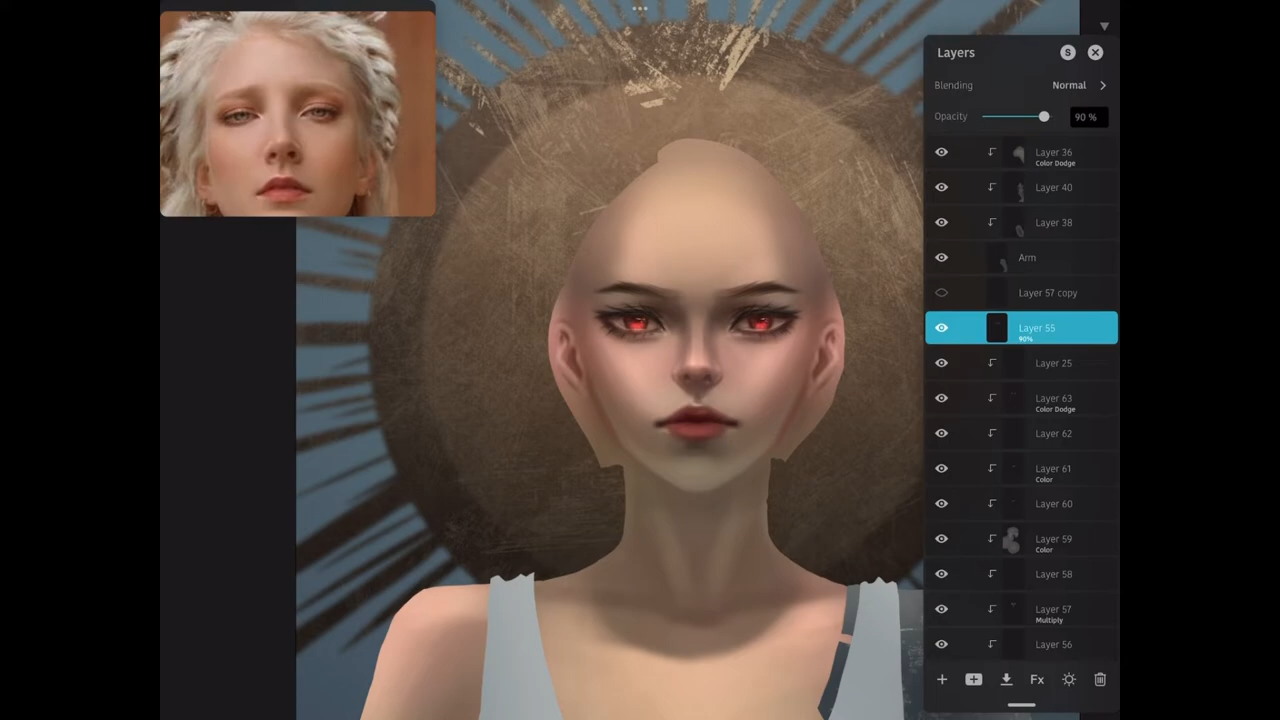 Layers
S
Blending
Normal
Opacity
90 %
Layer 36
Color Dodge
Layer 40
Layer 38
Arm
Layer 57 copy
Layer 55
90%
Layer 25
Layer 63
Color Dodge
Layer 62
Layer 61
Color
Layer 60
Layer 59
Color
Layer 58
Layer 57
Multiply
Layer 56
Fx